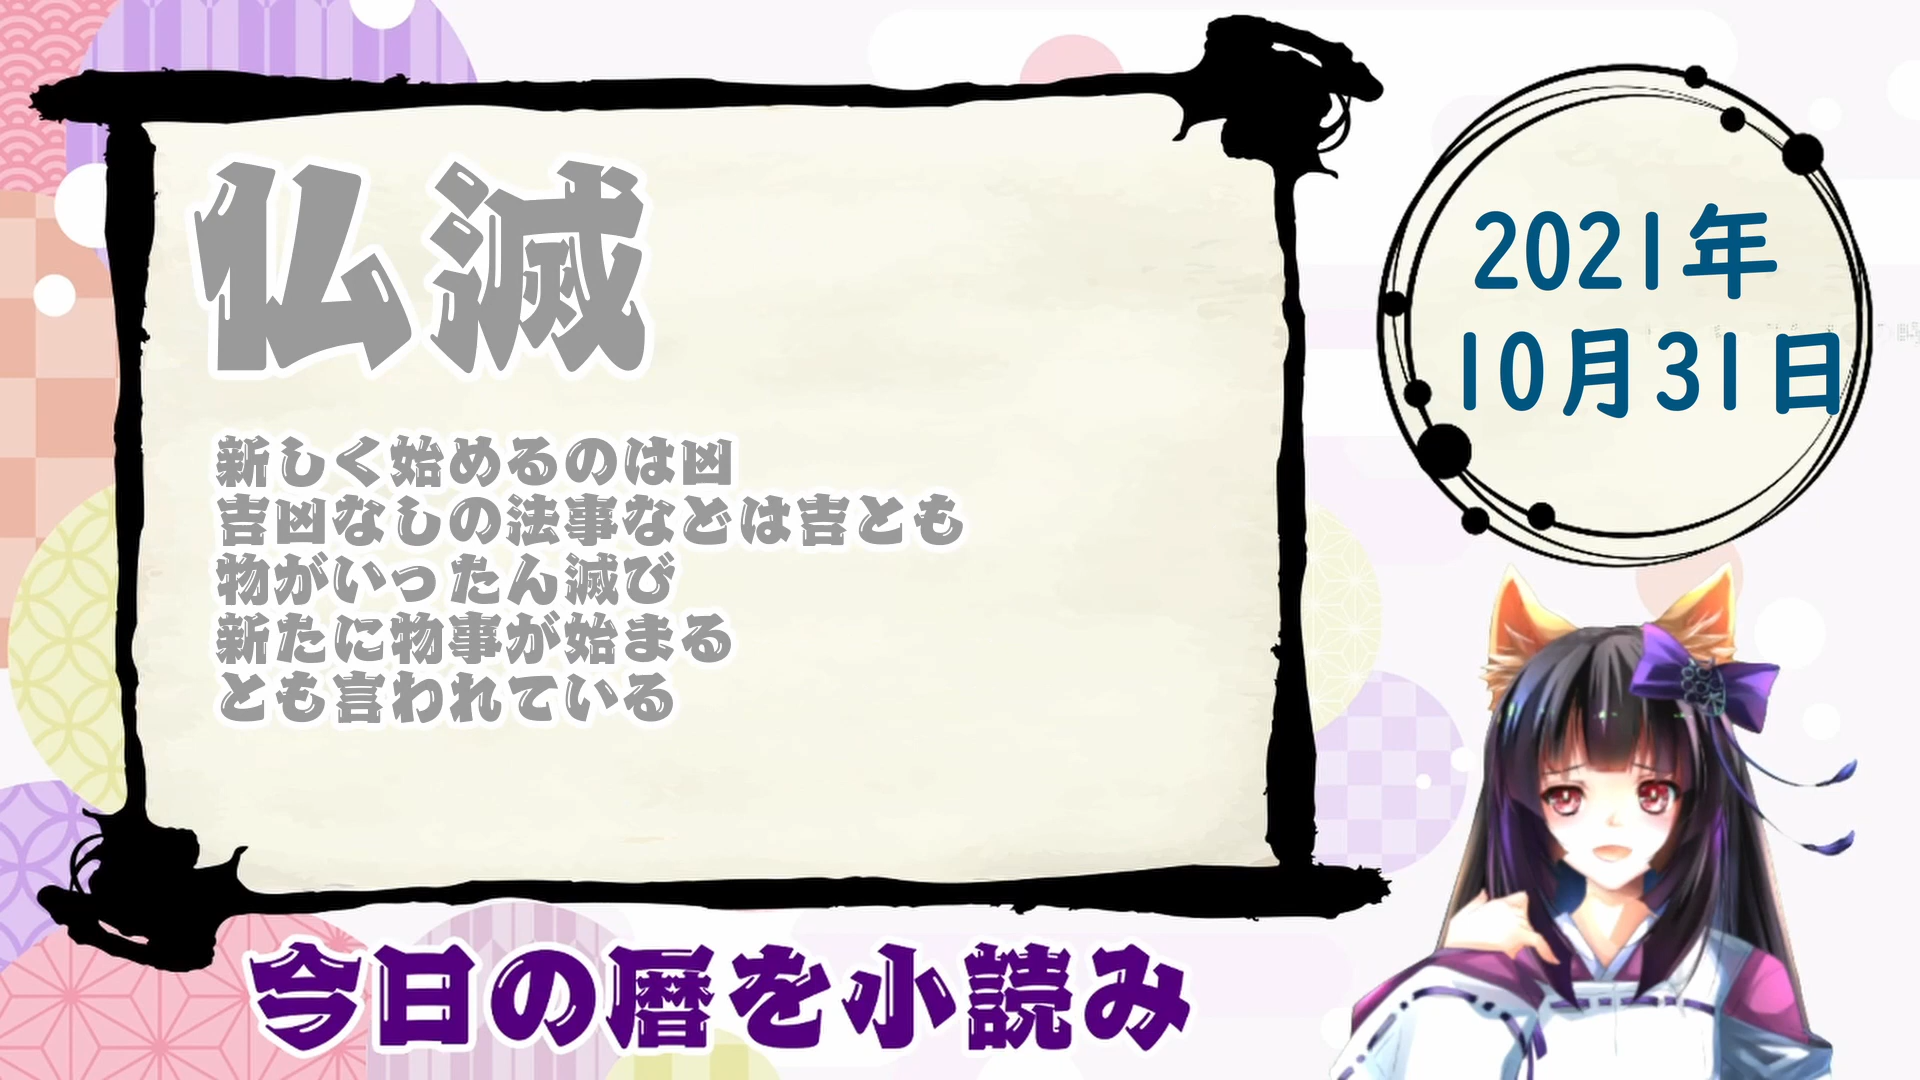 仏滅
新しく始めるのは凶
吉凶なしの法事などは吉とも
物がいったん滅び
新たに物事が始まる
とも言われている
2021年
10月31日
今日の暦を小読み